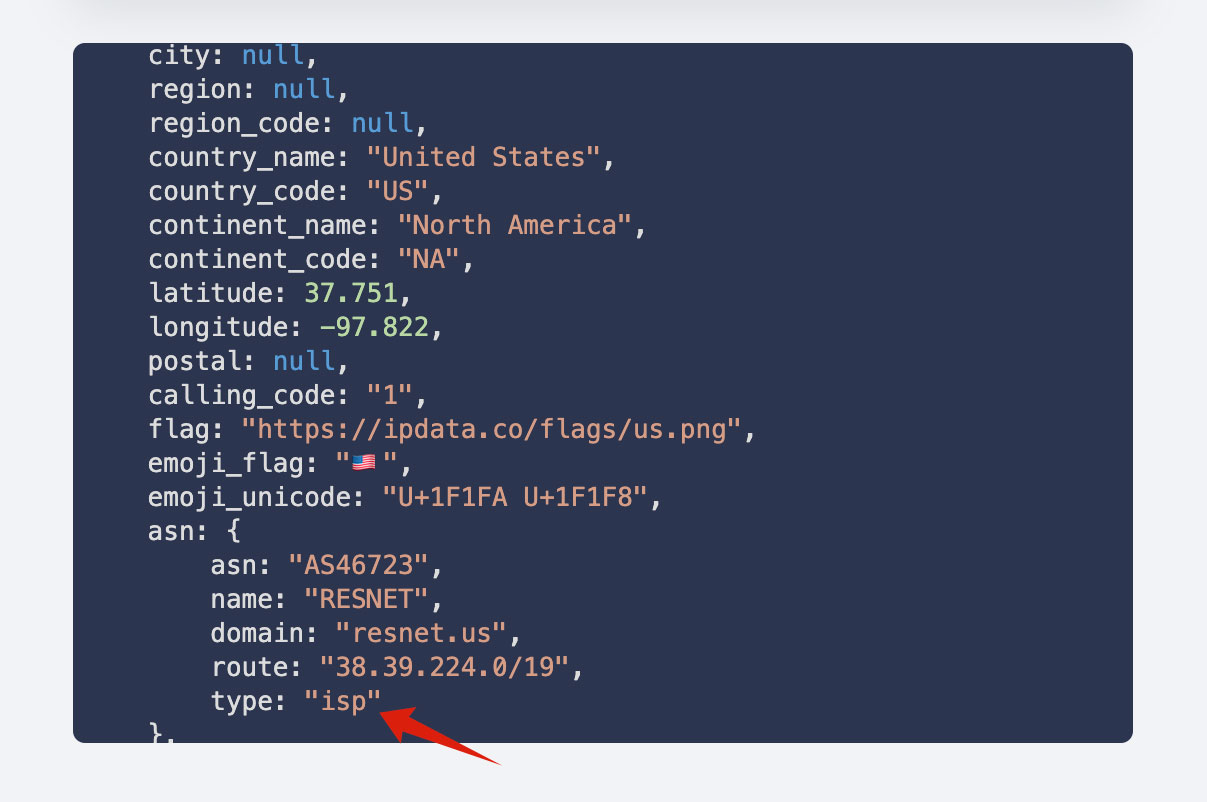 city: null,
region: null,
region_code: null,
country_name: "United States",
country_code: "US",
continent_name: "North America",
continent_code: "NA",
latitude: 37.751,
longitude: -97.822,
postal: null,
calling_code: "1",
flag: "https://ipdata.co/flags/us.png",
emoji_flag: "🇺🇸",
emoji_unicode: "U+1F1FA U+1F1F8",
asn: {
asn: "AS46723",
name: "RESNET",
domain: "resnet.us",
route: "38.39.224.0/19",
type: "isp"
},